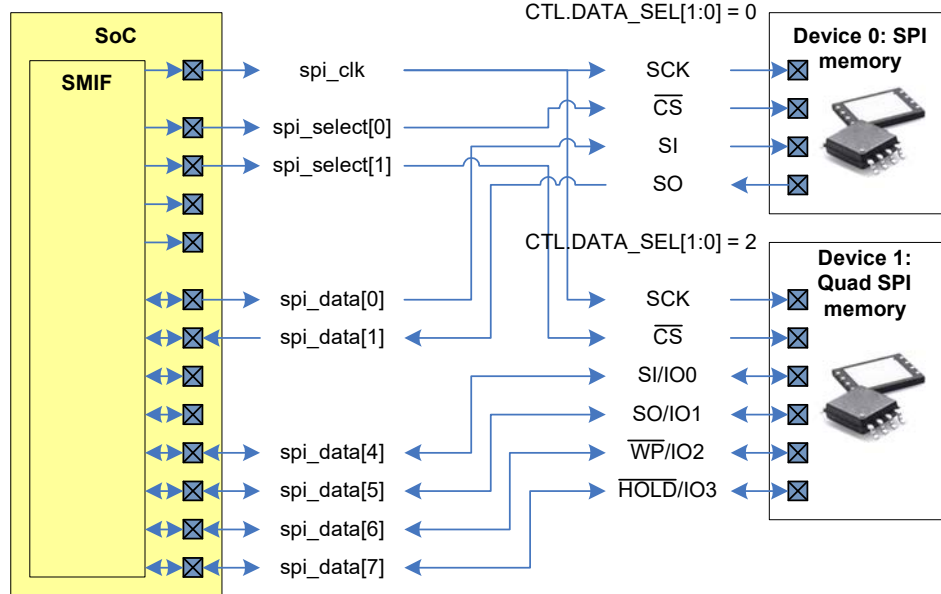 CTL.DATA_SEL[1:0] = 0
SoC
SMIF
Device 0: SPI
memory
spi_clk
SCK
spi_select[0]
CS
spi_select[1]
SI
SO
CTL.DATA_SEL[1:0] = 2
Device 1:
Quad SPI
memory
spi_data[0]
SCK
spi_data[1]
CS
SI/IO0
SO/IO1
spi_data[4]
WP/IO2
spi_data[5]
HOLD/IO3
spi_data[6]
spi_data[7]